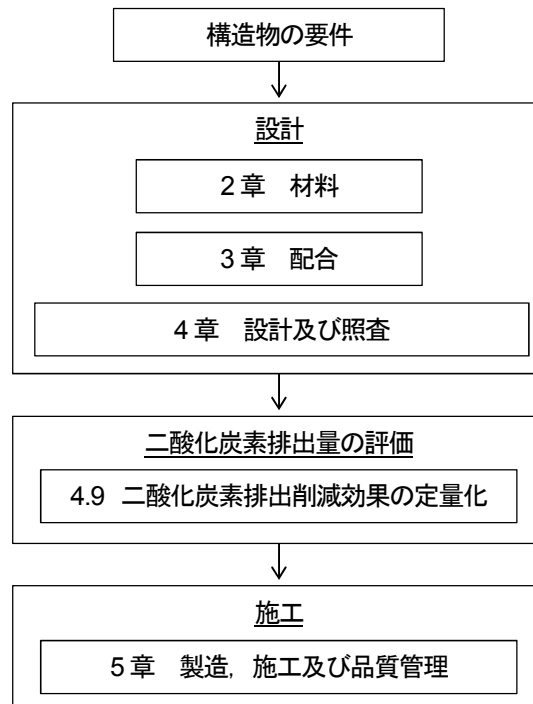 構造物の要件
設計
2章　材料
3章　配合
4章　設計及び照査
二酸化炭素排出量の評価
4.9　二酸化炭素排出削減効果の定量化
施工
5章　製造，施工及び品質管理